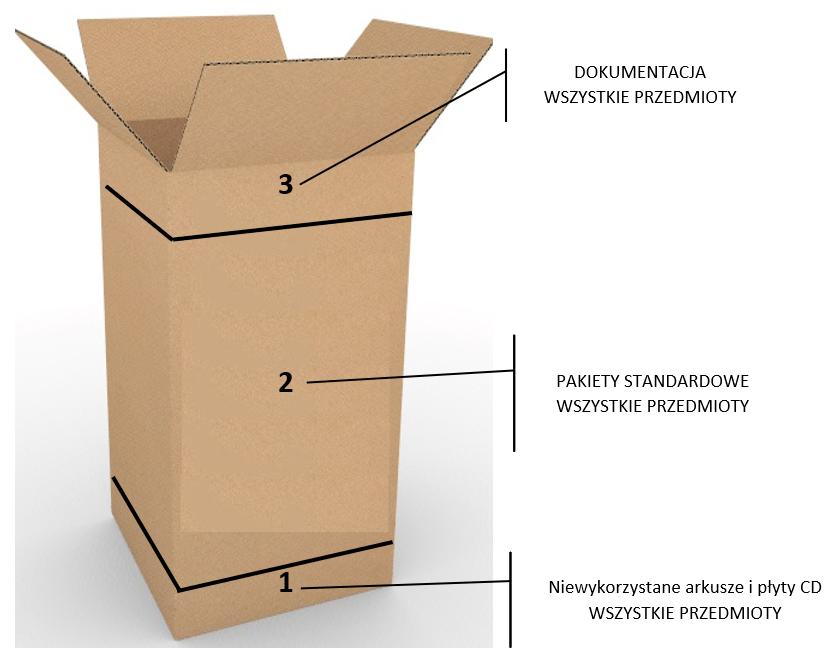 DOKUMENTACJA
WSZYSTKIE PRZEDMIOTY
3
2
PAKIETY STANDARDOWE
WSZYSTKIE PRZEDMIOTY
1
Niewykorzystane arkusze i płyty CD
WSZYSTKIE PRZEDMIOTY